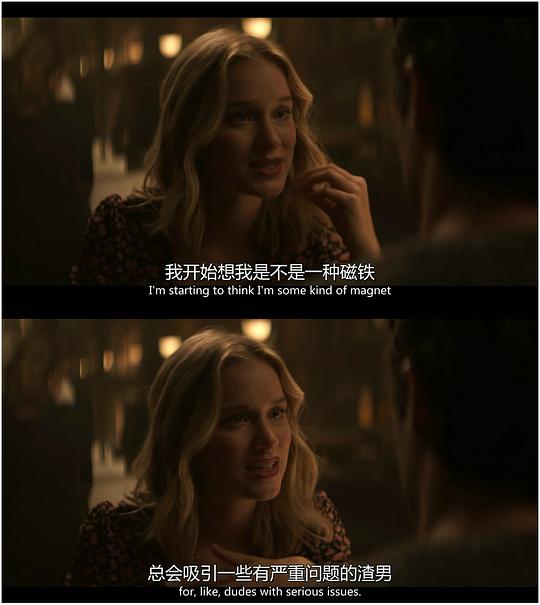 我开始想我是不是一种磁铁
I'm starting to think I'm some kind of magnet
总会吸引一些有严重问题的渣男
for, like, dudes with serious issues.